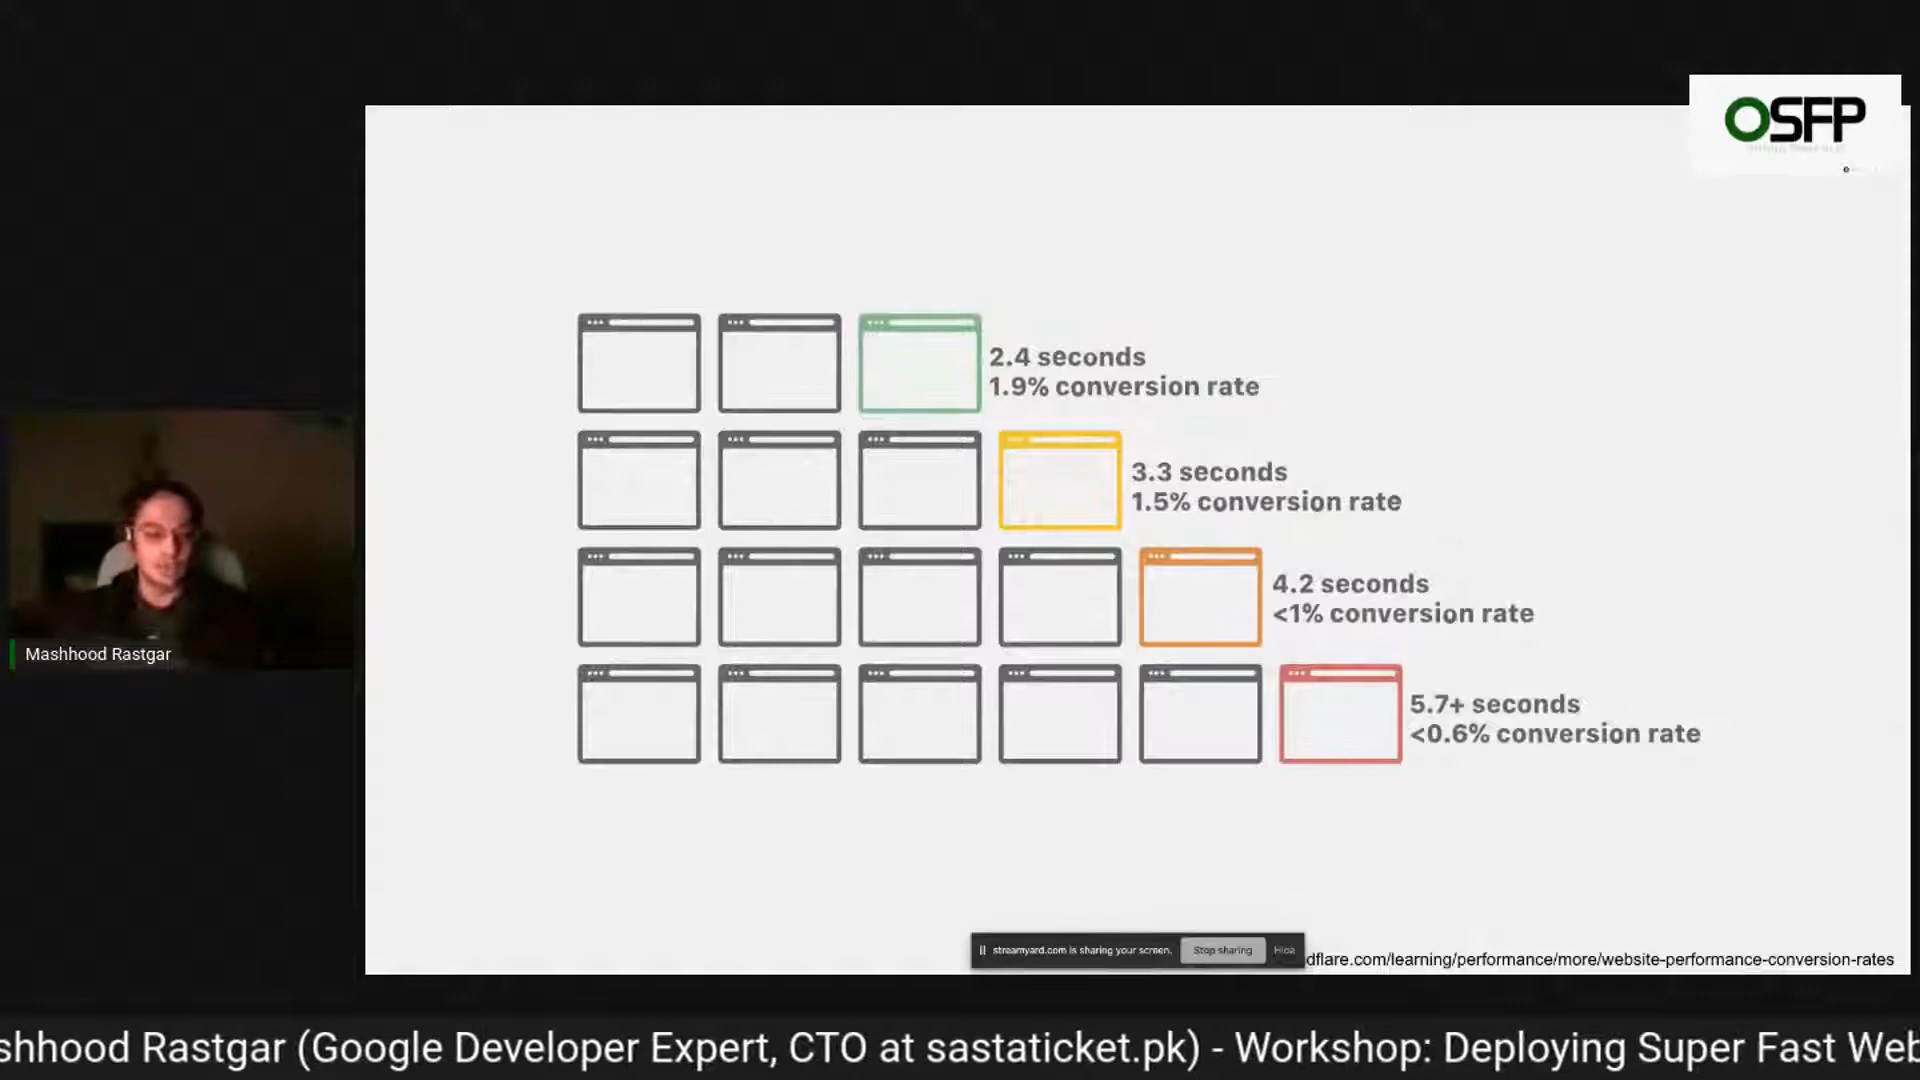 OSFP
2.4 seconds
1.9% conversion rate
3.3 seconds
1.5% conversion rate
4.2 seconds
<1% conversion rate
5.7+ seconds
<0.6% conversion rate
Mashhood Rastgar
streamyard.com is sharing your screen.
Stop sharing
Hide
dflare.com/learning/performance/more/website-performance-conversion-rates
shhood Rastgar (Google Developer Expert, CTO at sastaticket.pk) - Workshop: Deploying Super Fast Web